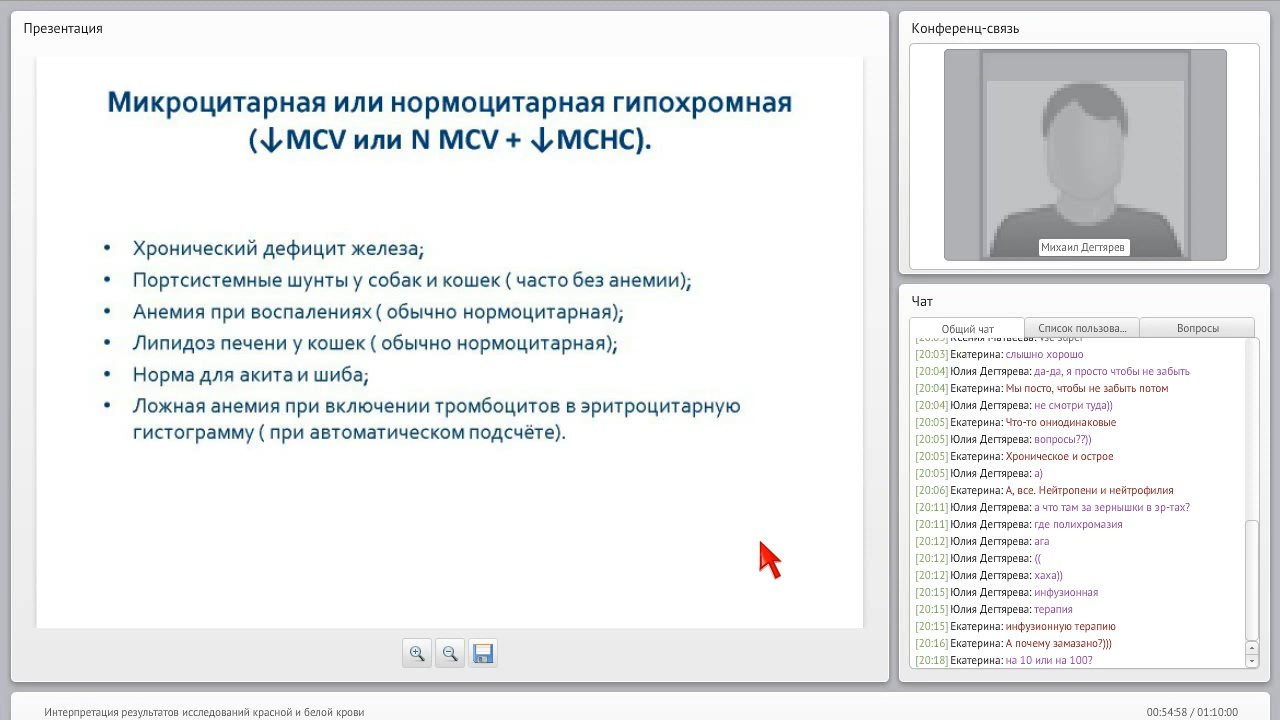 Презентация
Микроцитарная или нормоцитарная гипохромная
(↓MCV или N MCV + ↓MCHC).
• Хронический дефицит железа;
• Портсистемные шунты у собак и кошек ( часто без анемии);
• Анемия при воспалениях ( обычно нормоцитарная);
• Липидоз печени у кошек ( обычно нормоцитарная);
• Норма для акита и шиба;
• Ложная анемия при включении тромбоцитов в эритроцитарную
гистограмму ( при автоматическом подсчёте).
Конференц-связь
Михаил Дегтярев
Чат
Общий чат
Список пользова...
Вопросы
[20:03] Ксения Матвеева: vse super
[20:03] Екатерина: слышно хорошо
[20:04] Юлия Дегтярева: да-да, я просто чтобы не забыть
[20:04] Екатерина: Мы посто, чтобы не забыть потом
[20:04] Юлия Дегтярева: не смотри туда))
[20:05] Екатерина: Что-то ониодинаковые
[20:05] Юлия Дегтярева: вопросы??))
[20:05] Екатерина: Хроническое и острое
[20:05] Юлия Дегтярева: а)
[20:06] Екатерина: А, все. Нейтропени и нейтрофилия
[20:11] Юлия Дегтярева: а что там за зернышки в эр-тах?
[20:11] Юлия Дегтярева: где полихромазия
[20:12] Юлия Дегтярева: ага
[20:12] Юлия Дегтярева: ((
[20:12] Юлия Дегтярева: хаха))
[20:15] Юлия Дегтярева: инфузионная
[20:15] Юлия Дегтярева: терапия
[20:15] Екатерина: инфузионную терапию
[20:16] Екатерина: А почему замазано?)))
[20:18] Екатерина: на 10 или на 100?
Интерпретация результатов исследований красной и белой крови
00:54:58 / 01:10:00